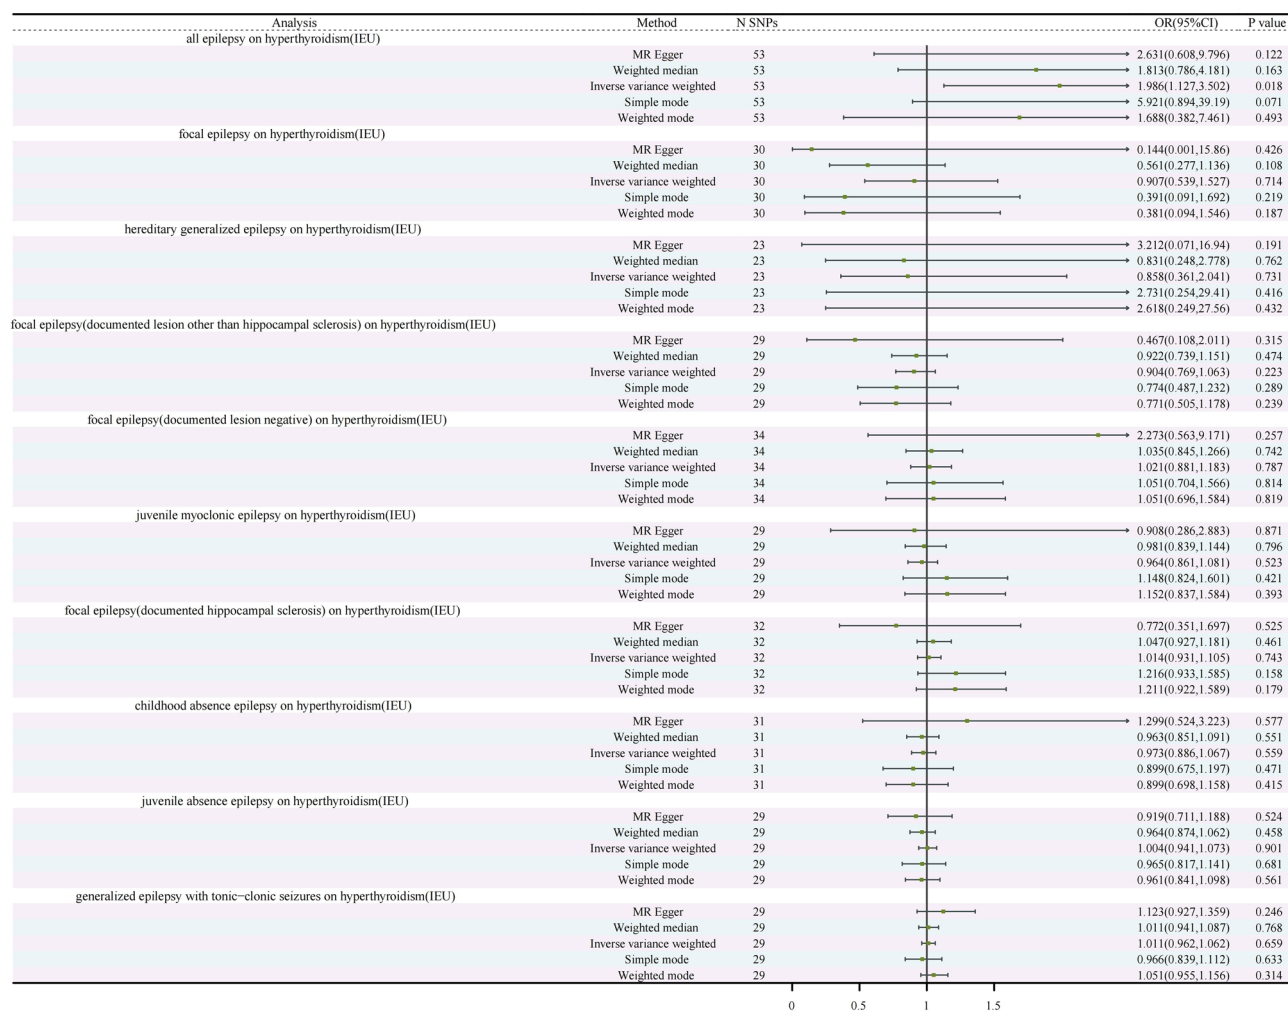 Analysis Method N SNPs OR(95%CI) P value
all epilepsy on hyperthyroidism(IEU)
MR Egger 53 2.631(0.608,9.796) 0.122
Weighted median 53 1.813(0.786,4.181) 0.163
Inverse variance weighted 53 1.986(1.127,3.502) 0.018
Simple mode 53 5.921(0.894,39.19) 0.071
Weighted mode 53 1.688(0.382,7.461) 0.493
focal epilepsy on hyperthyroidism(IEU)
MR Egger 30 0.144(0.001,15.86) 0.426
Weighted median 30 0.561(0.277,1.136) 0.108
Inverse variance weighted 30 0.907(0.539,1.527) 0.714
Simple mode 30 0.391(0.091,1.692) 0.219
Weighted mode 30 0.381(0.094,1.546) 0.187
hereditary generalized epilepsy on hyperthyroidism(IEU)
MR Egger 23 3.212(0.071,16.94) 0.191
Weighted median 23 0.831(0.248,2.778) 0.762
Inverse variance weighted 23 0.858(0.361,2.041) 0.731
Simple mode 23 2.731(0.254,29.41) 0.416
Weighted mode 23 2.618(0.249,27.56) 0.432
focal epilepsy(documented lesion other than hippocampal sclerosis) on hyperthyroidism(IEU)
MR Egger 29 0.467(0.108,2.011) 0.315
Weighted median 29 0.922(0.739,1.151) 0.474
Inverse variance weighted 29 0.904(0.769,1.063) 0.223
Simple mode 29 0.774(0.487,1.232) 0.289
Weighted mode 29 0.771(0.505,1.178) 0.239
focal epilepsy(documented lesion negative) on hyperthyroidism(IEU)
MR Egger 34 2.273(0.563,9.171) 0.257
Weighted median 34 1.035(0.845,1.266) 0.742
Inverse variance weighted 34 1.021(0.881,1.183) 0.787
Simple mode 34 1.051(0.704,1.566) 0.814
Weighted mode 34 1.051(0.696,1.584) 0.819
juvenile myoclonic epilepsy on hyperthyroidism(IEU)
MR Egger 29 0.908(0.286,2.883) 0.871
Weighted median 29 0.981(0.839,1.144) 0.796
Inverse variance weighted 29 0.964(0.861,1.081) 0.523
Simple mode 29 1.148(0.824,1.601) 0.421
Weighted mode 29 1.152(0.837,1.584) 0.393
focal epilepsy(documented hippocampal sclerosis) on hyperthyroidism(IEU)
MR Egger 32 0.772(0.351,1.697) 0.525
Weighted median 32 1.047(0.927,1.181) 0.461
Inverse variance weighted 32 1.014(0.931,1.105) 0.743
Simple mode 32 1.216(0.933,1.585) 0.158
Weighted mode 32 1.211(0.922,1.589) 0.179
childhood absence epilepsy on hyperthyroidism(IEU)
MR Egger 31 1.299(0.524,3.223) 0.577
Weighted median 31 0.963(0.851,1.091) 0.551
Inverse variance weighted 31 0.973(0.886,1.067) 0.559
Simple mode 31 0.899(0.675,1.197) 0.471
Weighted mode 31 0.899(0.698,1.158) 0.415
juvenile absence epilepsy on hyperthyroidism(IEU)
MR Egger 29 0.919(0.711,1.188) 0.524
Weighted median 29 0.964(0.874,1.062) 0.458
Inverse variance weighted 29 1.004(0.941,1.073) 0.901
Simple mode 29 0.965(0.817,1.141) 0.681
Weighted mode 29 0.961(0.841,1.098) 0.561
generalized epilepsy with tonic−clonic seizures on hyperthyroidism(IEU)
MR Egger 29 1.123(0.927,1.359) 0.246
Weighted median 29 1.011(0.941,1.087) 0.768
Inverse variance weighted 29 1.011(0.962,1.062) 0.659
Simple mode 29 0.966(0.839,1.112) 0.633
Weighted mode 29 1.051(0.955,1.156) 0.314
0 0.5 1 1.5